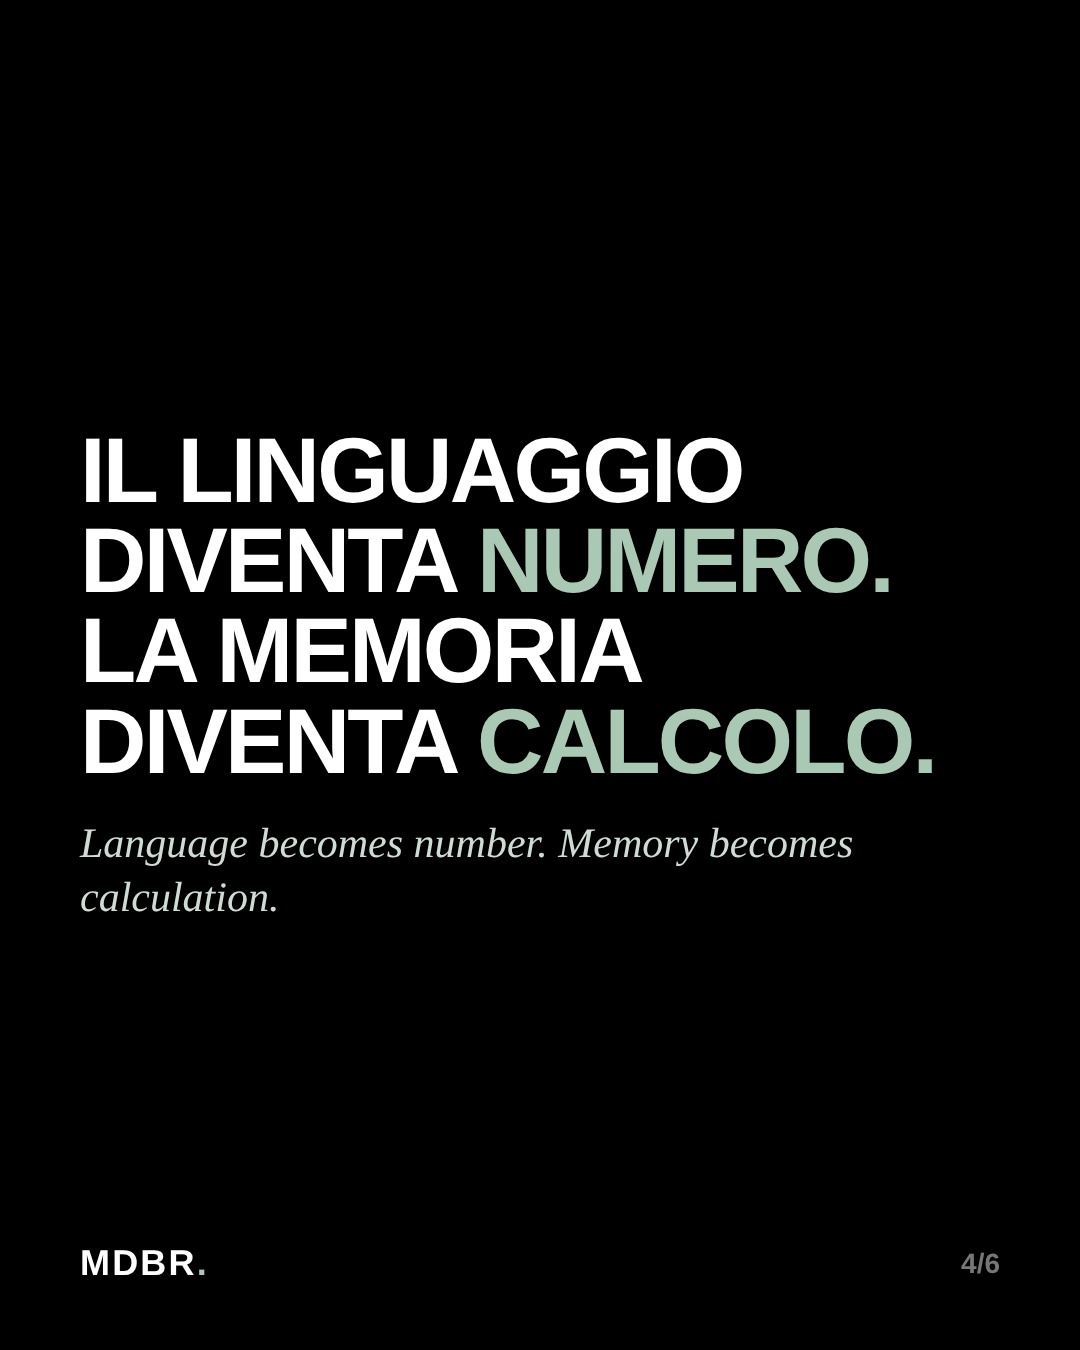 IL LINGUAGGIO
DIVENTA NUMERO.
LA MEMORIA
DIVENTA CALCOLO.
Language becomes number. Memory becomes
calculation.
MDBR.
4/6